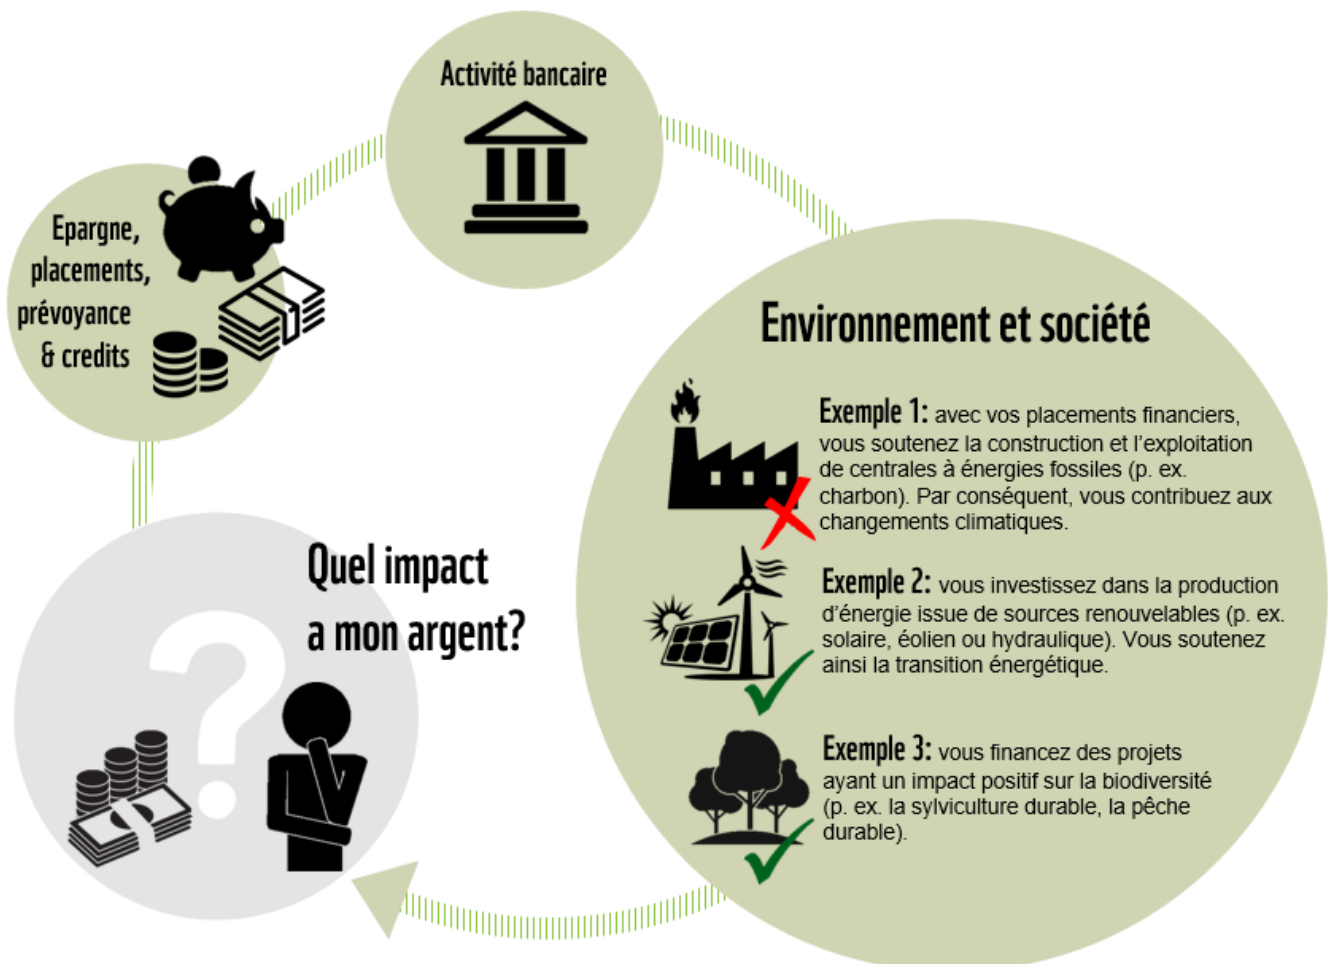 Activité bancaire
Epargne,
placements,
prévoyance
& credits
Environnement et société
Exemple 1: avec vos placements financiers,
vous soutenez la construction et l'exploitation
de centrales à énergies fossiles (p. ex.
charbon). Par conséquent, vous contribuez aux
changements climatiques.
Exemple 2: vous investissez dans la production
d'énergie issue de sources renouvelables (p. ex.
solaire, éolien ou hydraulique). Vous soutenez
ainsi la transition énergétique.
Exemple 3: vous financez des projets
ayant un impact positif sur la biodiversité
(p. ex. la sylviculture durable, la pêche
durable).
Quel impact
a mon argent?
?